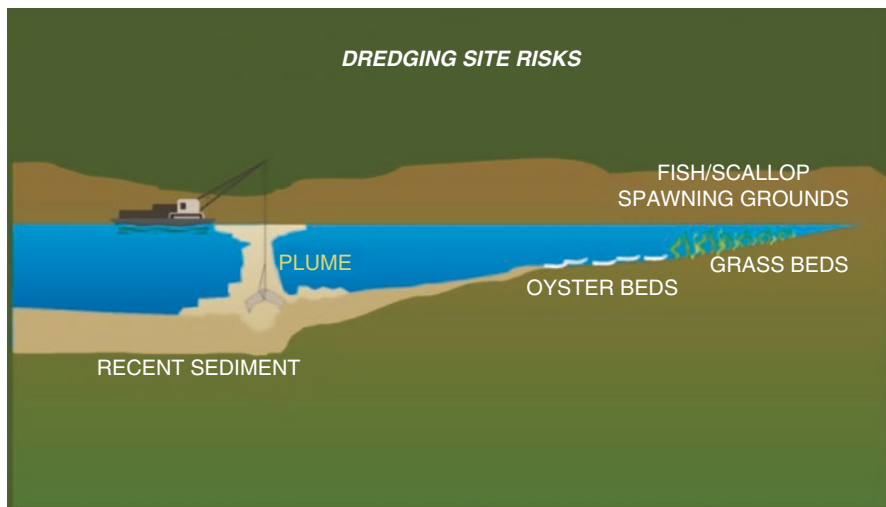 DREDGING SITE RISKS
FISH/SCALLOP
SPAWNING GROUNDS
PLUME
GRASS BEDS
OYSTER BEDS
RECENT SEDIMENT